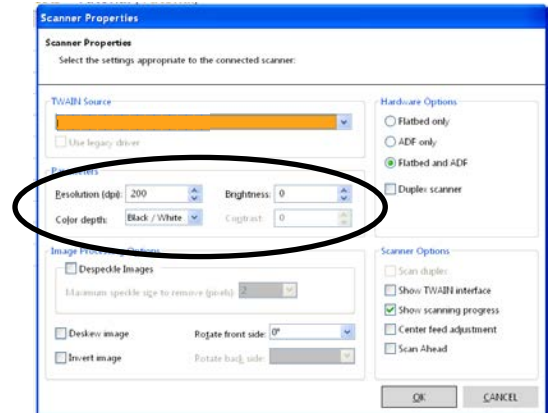 Scanner Properties
Scanner Properties
Select the settings appropriate to the connected scanner:
TWAIN Source
Use legacy driver
Parameters
Resolution (dpi): 200
Brightness: 0
Color depth: Black / White
Contrast: 0
Image Processing Options
Despeckle Images
Maximum speckle size to remove (pixels): 2
Deskew image
Rotate front side: 0°
Invert image
Rotate back side:
Hardware Options
Flatbed only
ADF only
Flatbed and ADF
Duplex scanner
Scanner Options
Scan duplex
Show TWAIN interface
Show scanning progress
Center feed adjustment
Scan Ahead
OK
CANCEL